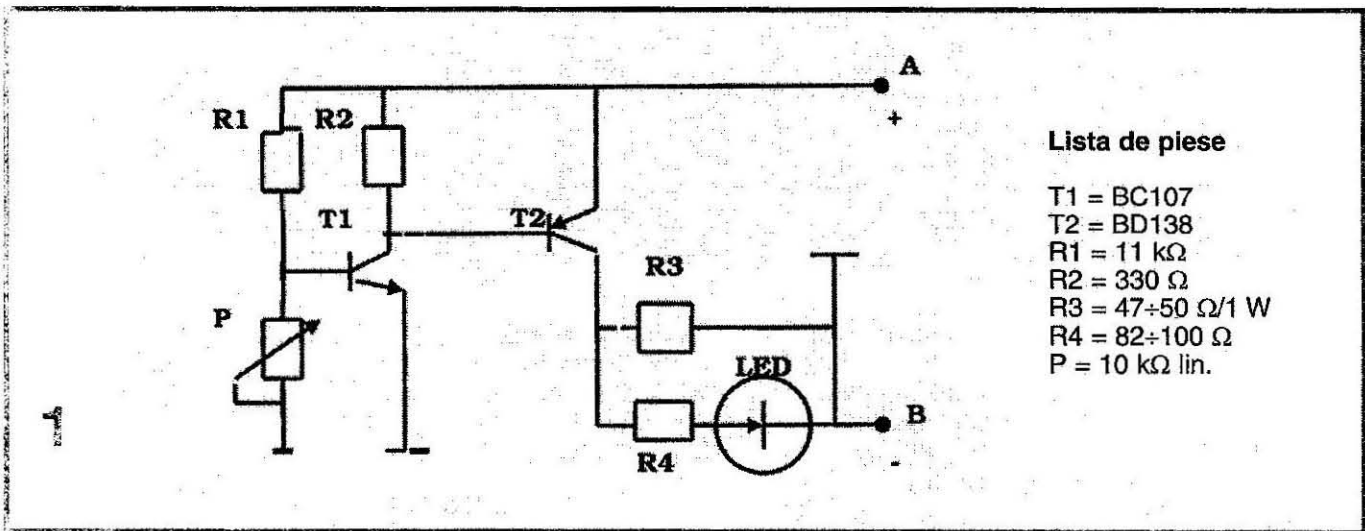 A
+
R1
R2
T1
T2
R3
P
LED
R4
B
-
Lista de piese
T1 = BC107
T2 = BD138
R1 = 11 kΩ
R2 = 330 Ω
R3 = 47÷50 Ω/1 W
R4 = 82÷100 Ω
P = 10 kΩ lin.